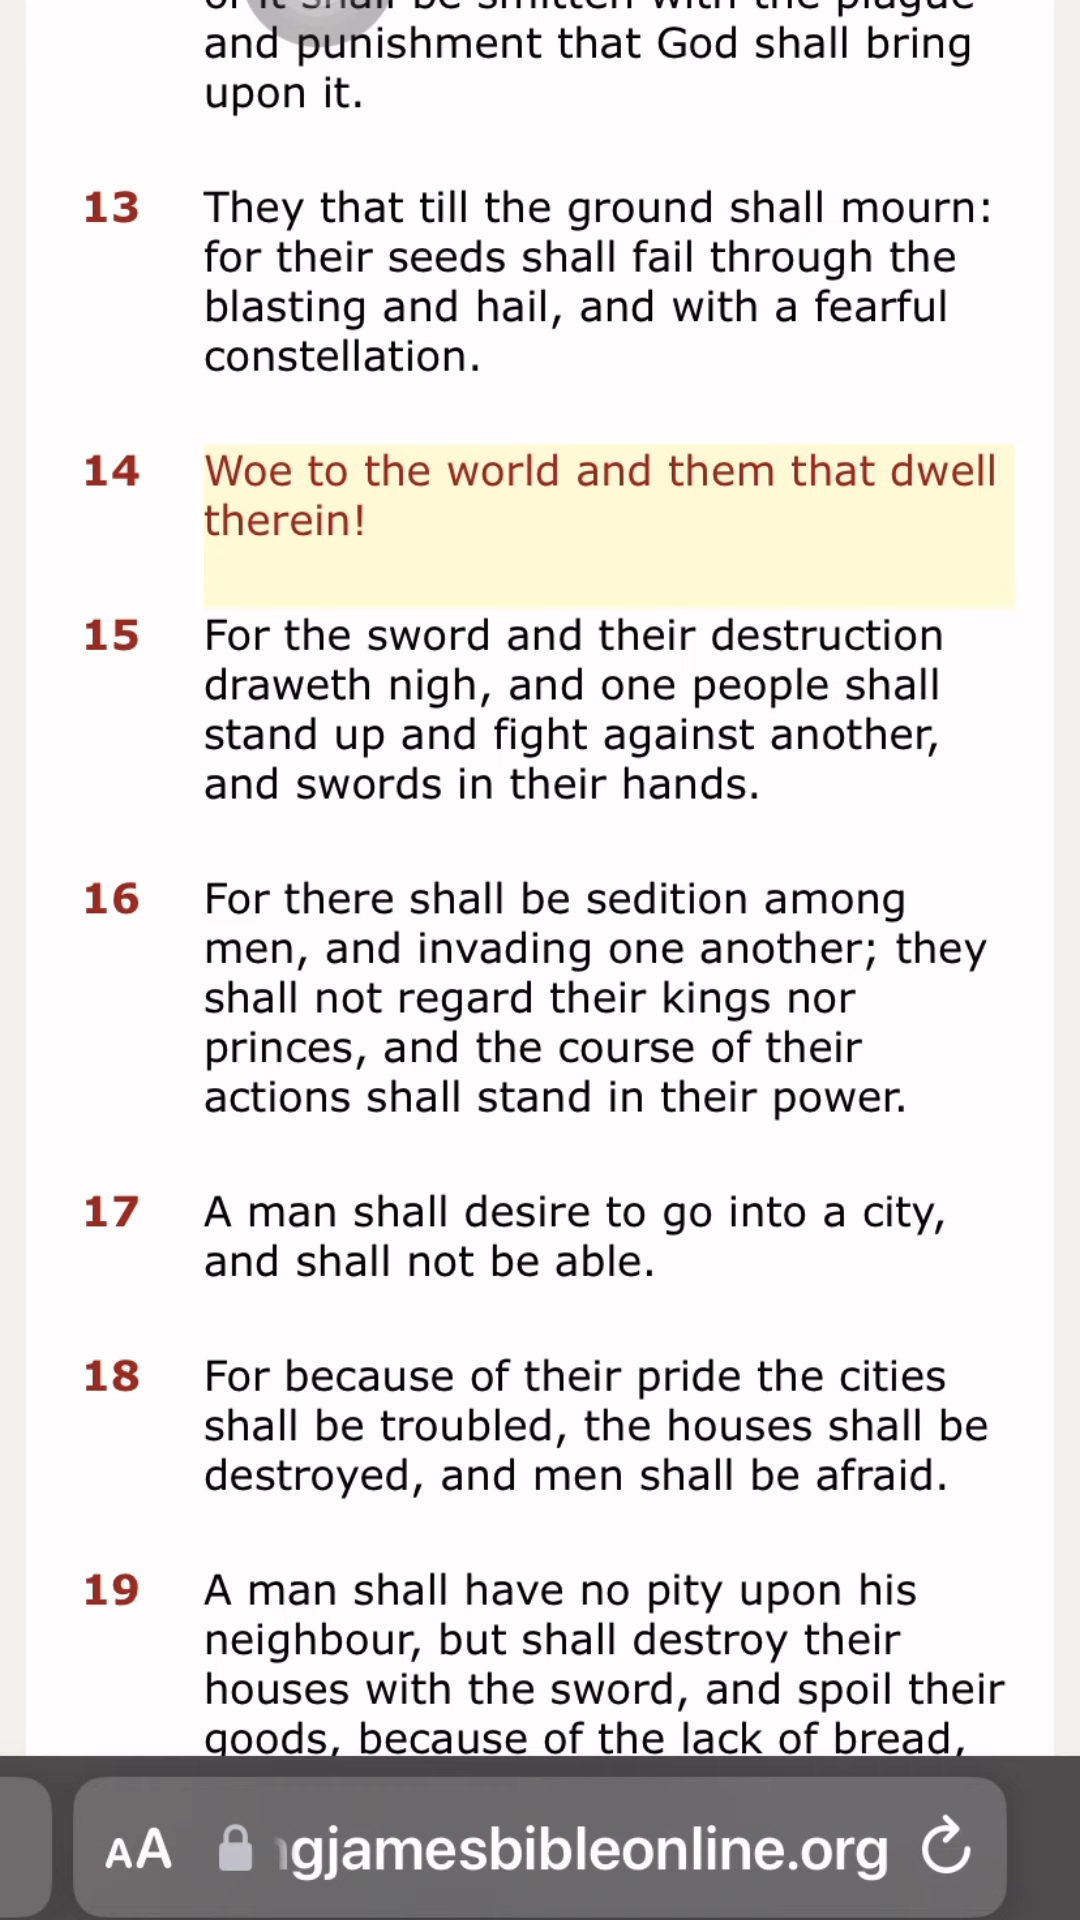 of it shall be smitten with the plague
and punishment that God shall bring
upon it.
13 They that till the ground shall mourn:
for their seeds shall fail through the
blasting and hail, and with a fearful
constellation.
14 Woe to the world and them that dwell
therein!
15 For the sword and their destruction
draweth nigh, and one people shall
stand up and fight against another,
and swords in their hands.
16 For there shall be sedition among
men, and invading one another; they
shall not regard their kings nor
princes, and the course of their
actions shall stand in their power.
17 A man shall desire to go into a city,
and shall not be able.
18 For because of their pride the cities
shall be troubled, the houses shall be
destroyed, and men shall be afraid.
19 A man shall have no pity upon his
neighbour, but shall destroy their
houses with the sword, and spoil their
goods, because of the lack of bread,
AA gjamesbibleonline.org